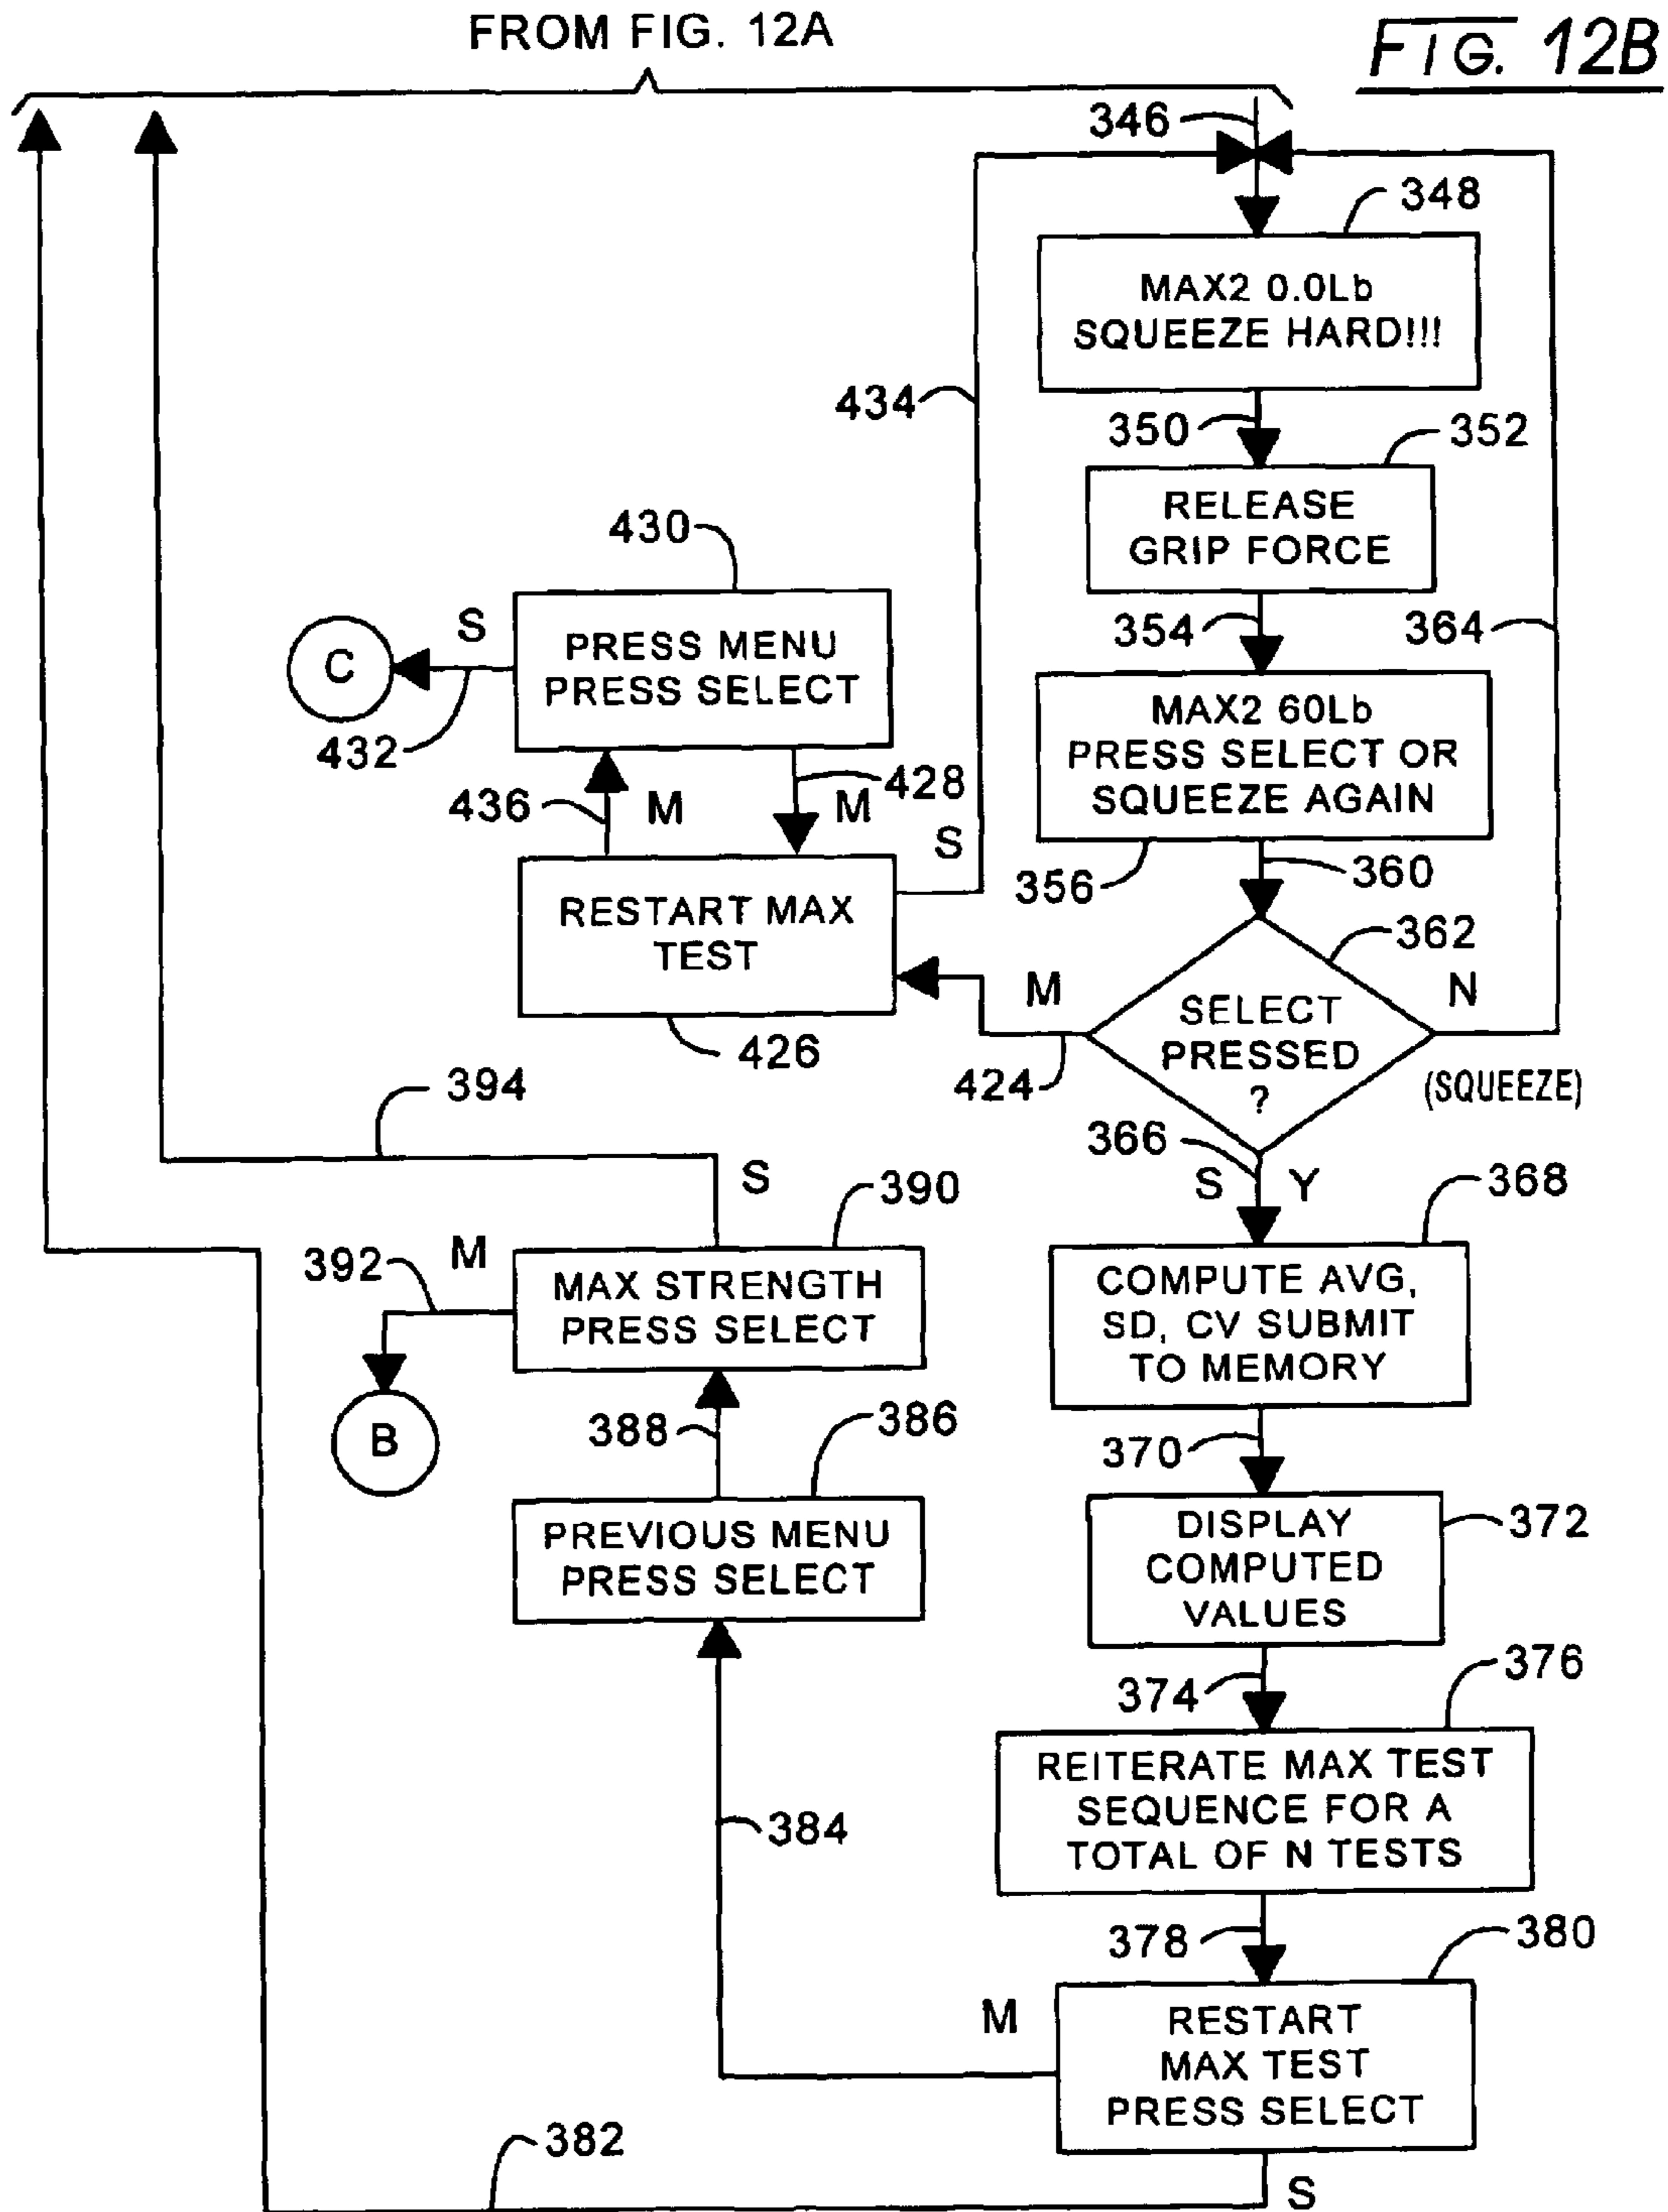 FROM FIG. 12A
FIG. 12B
346
348
MAX2 0.0Lb
SQUEEZE HARD!!!
434
350
352
RELEASE
GRIP FORCE
430
354
364
S
PRESS MENU
PRESS SELECT
C
432
MAX2 60Lb
PRESS SELECT OR
SQUEEZE AGAIN
428
436
M
M
S
356
360
RESTART MAX
TEST
362
M
N
SELECT
PRESSED
?
426
424
(SQUEEZE)
394
366
S
S
Y
368
390
M
392
MAX STRENGTH
PRESS SELECT
COMPUTE AVG,
SD, CV SUBMIT
TO MEMORY
B
388
386
370
PREVIOUS MENU
PRESS SELECT
DISPLAY
COMPUTED
VALUES
372
374
376
REITERATE MAX TEST
SEQUENCE FOR A
TOTAL OF N TESTS
384
378
380
M
RESTART
MAX TEST
PRESS SELECT
382
S